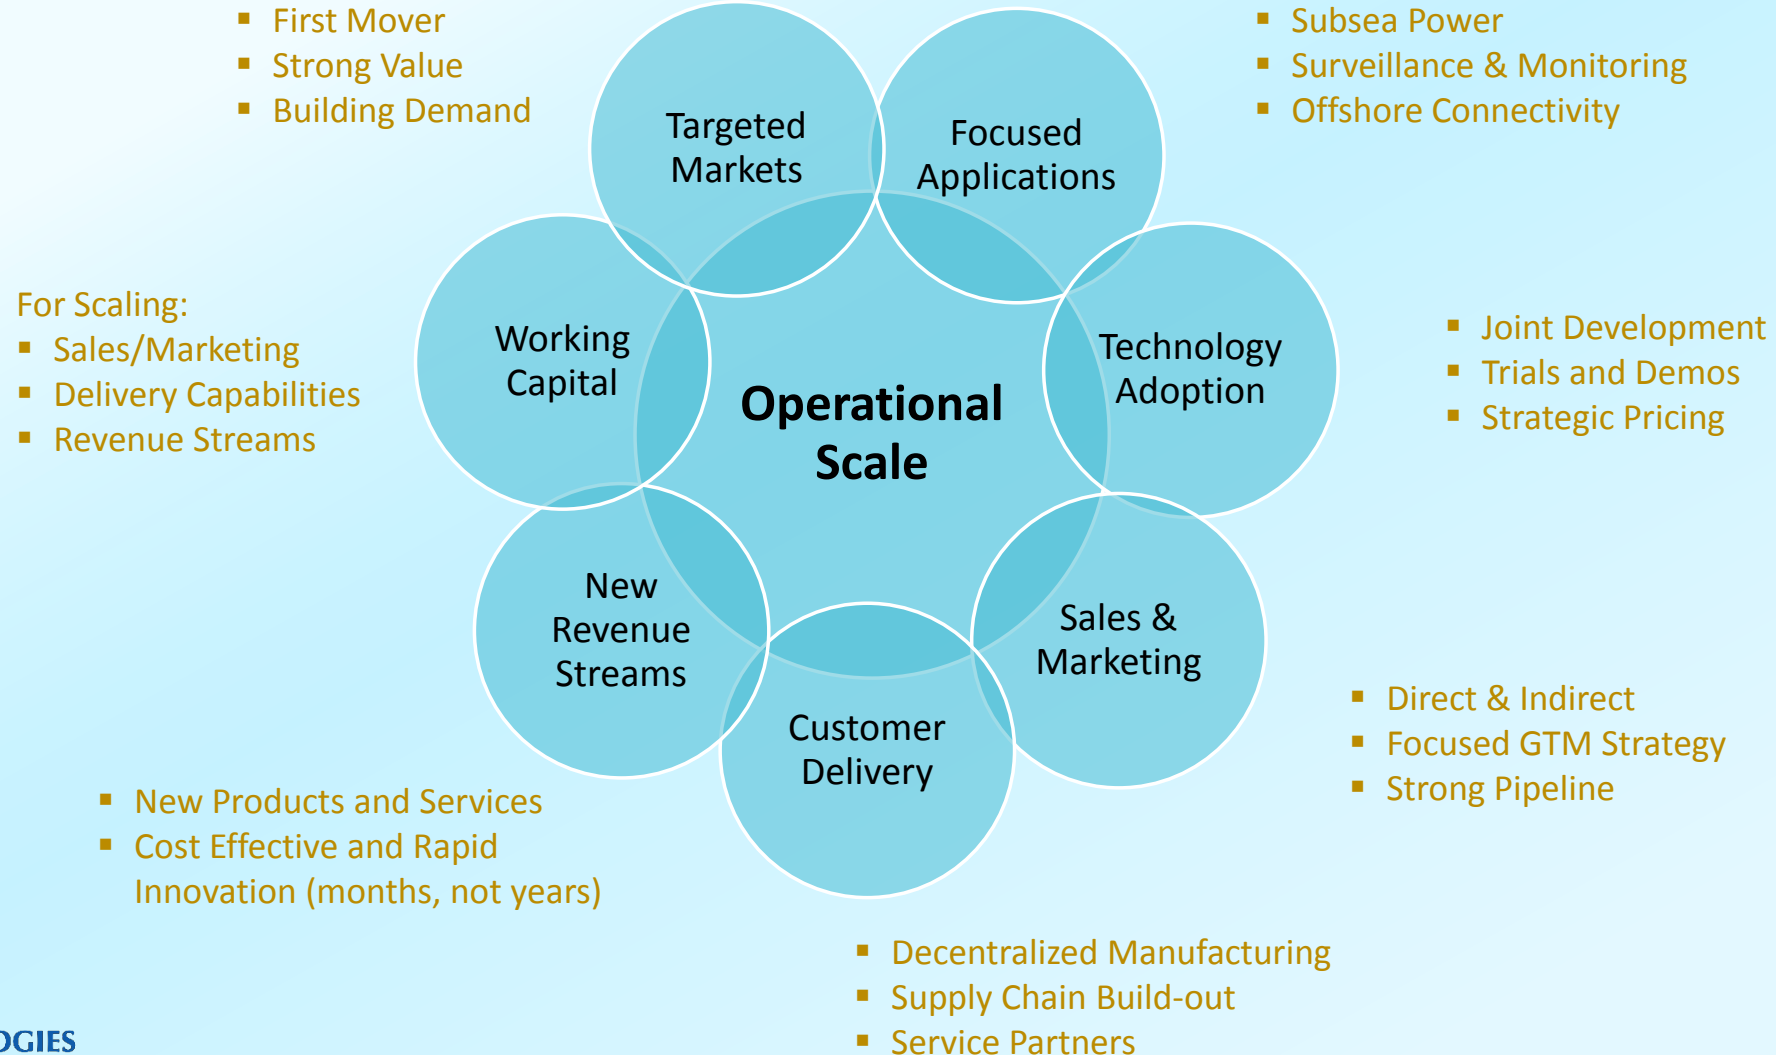 ▪ First Mover
▪ Strong Value
▪ Building Demand
▪ Subsea Power
▪ Surveillance & Monitoring
▪ Offshore Connectivity
Targeted
Markets
Focused
Applications
For Scaling:
▪ Sales/Marketing
▪ Delivery Capabilities
▪ Revenue Streams
Working
Capital
Operational
Scale
Technology
Adoption
▪ Joint Development
▪ Trials and Demos
▪ Strategic Pricing
New
Revenue
Streams
Sales &
Marketing
Customer
Delivery
▪ Direct & Indirect
▪ Focused GTM Strategy
▪ Strong Pipeline
▪ New Products and Services
▪ Cost Effective and Rapid
Innovation (months, not years)
▪ Decentralized Manufacturing
▪ Supply Chain Build-out
▪ Service Partners